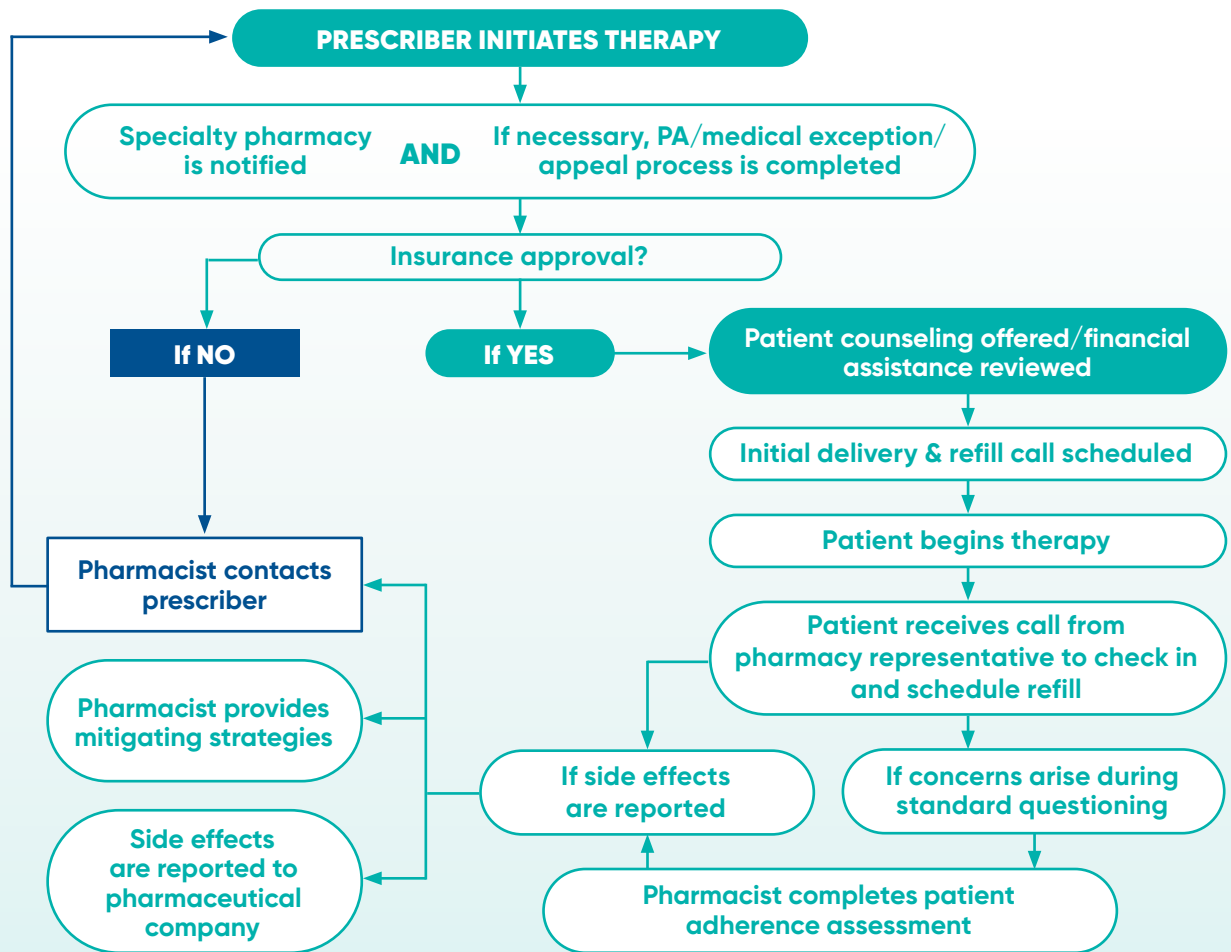 PRESCRIBER INITIATES THERAPY
Specialty pharmacy
is notified
AND
If necessary, PA/medical exception/
appeal process is completed
Insurance approval?
If NO
If YES
Patient counseling offered/financial
assistance reviewed
Initial delivery & refill call scheduled
Patient begins therapy
Patient receives call from
pharmacy representative to check in
and schedule refill
Pharmacist contacts
prescriber
Pharmacist provides
mitigating strategies
Side effects
are reported to
pharmaceutical
company
If side effects
are reported
If concerns arise during
standard questioning
Pharmacist completes patient
adherence assessment